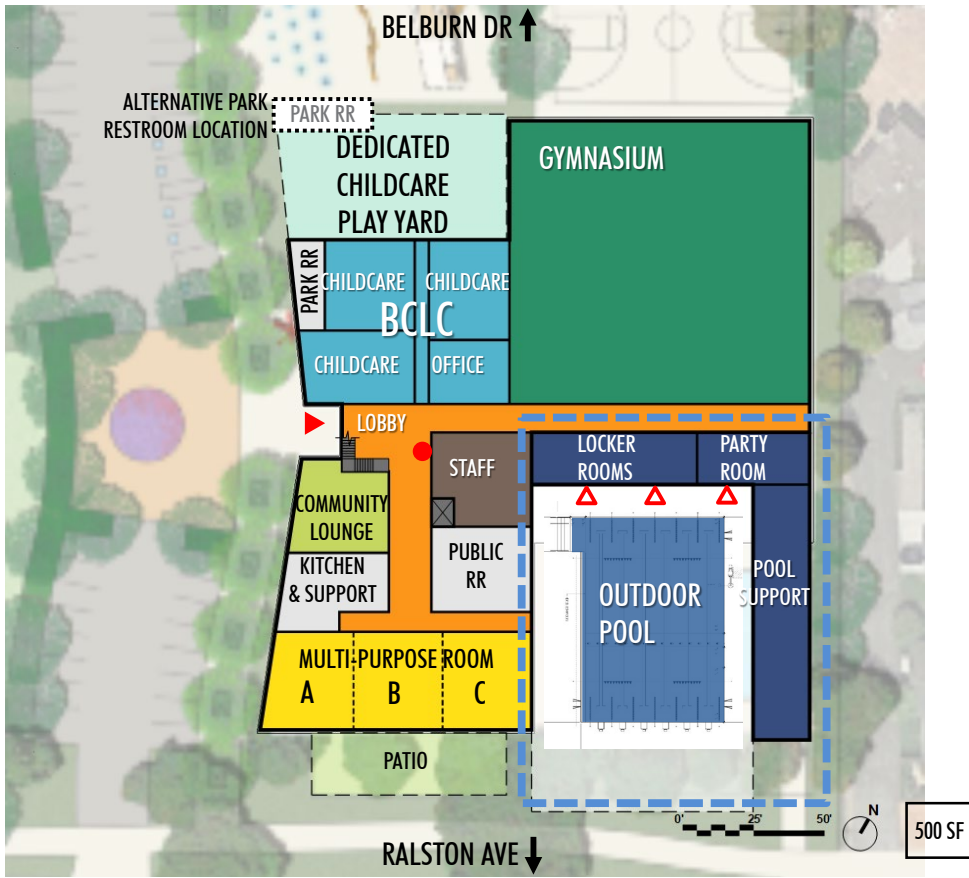 BELBURN DR
ALTERNATIVE PARK
RESTROOM LOCATION
PARK RR
DEDICATED
CHILDCARE
PLAY YARD
GYMNASIUM
PARK RR
CHILDCARE
CHILDCARE
BCLC
CHILDCARE
OFFICE
LOBBY
LOCKER
ROOMS
PARTY
ROOM
STAFF
COMMUNITY
LOUNGE
KITCHEN
& SUPPORT
PUBLIC
RR
OUTDOOR
POOL
POOL
SUPPORT
MULTI-PURPOSE ROOM
A B C
PATIO
0' 25' 50'
N
500 SF
RALSTON AVE